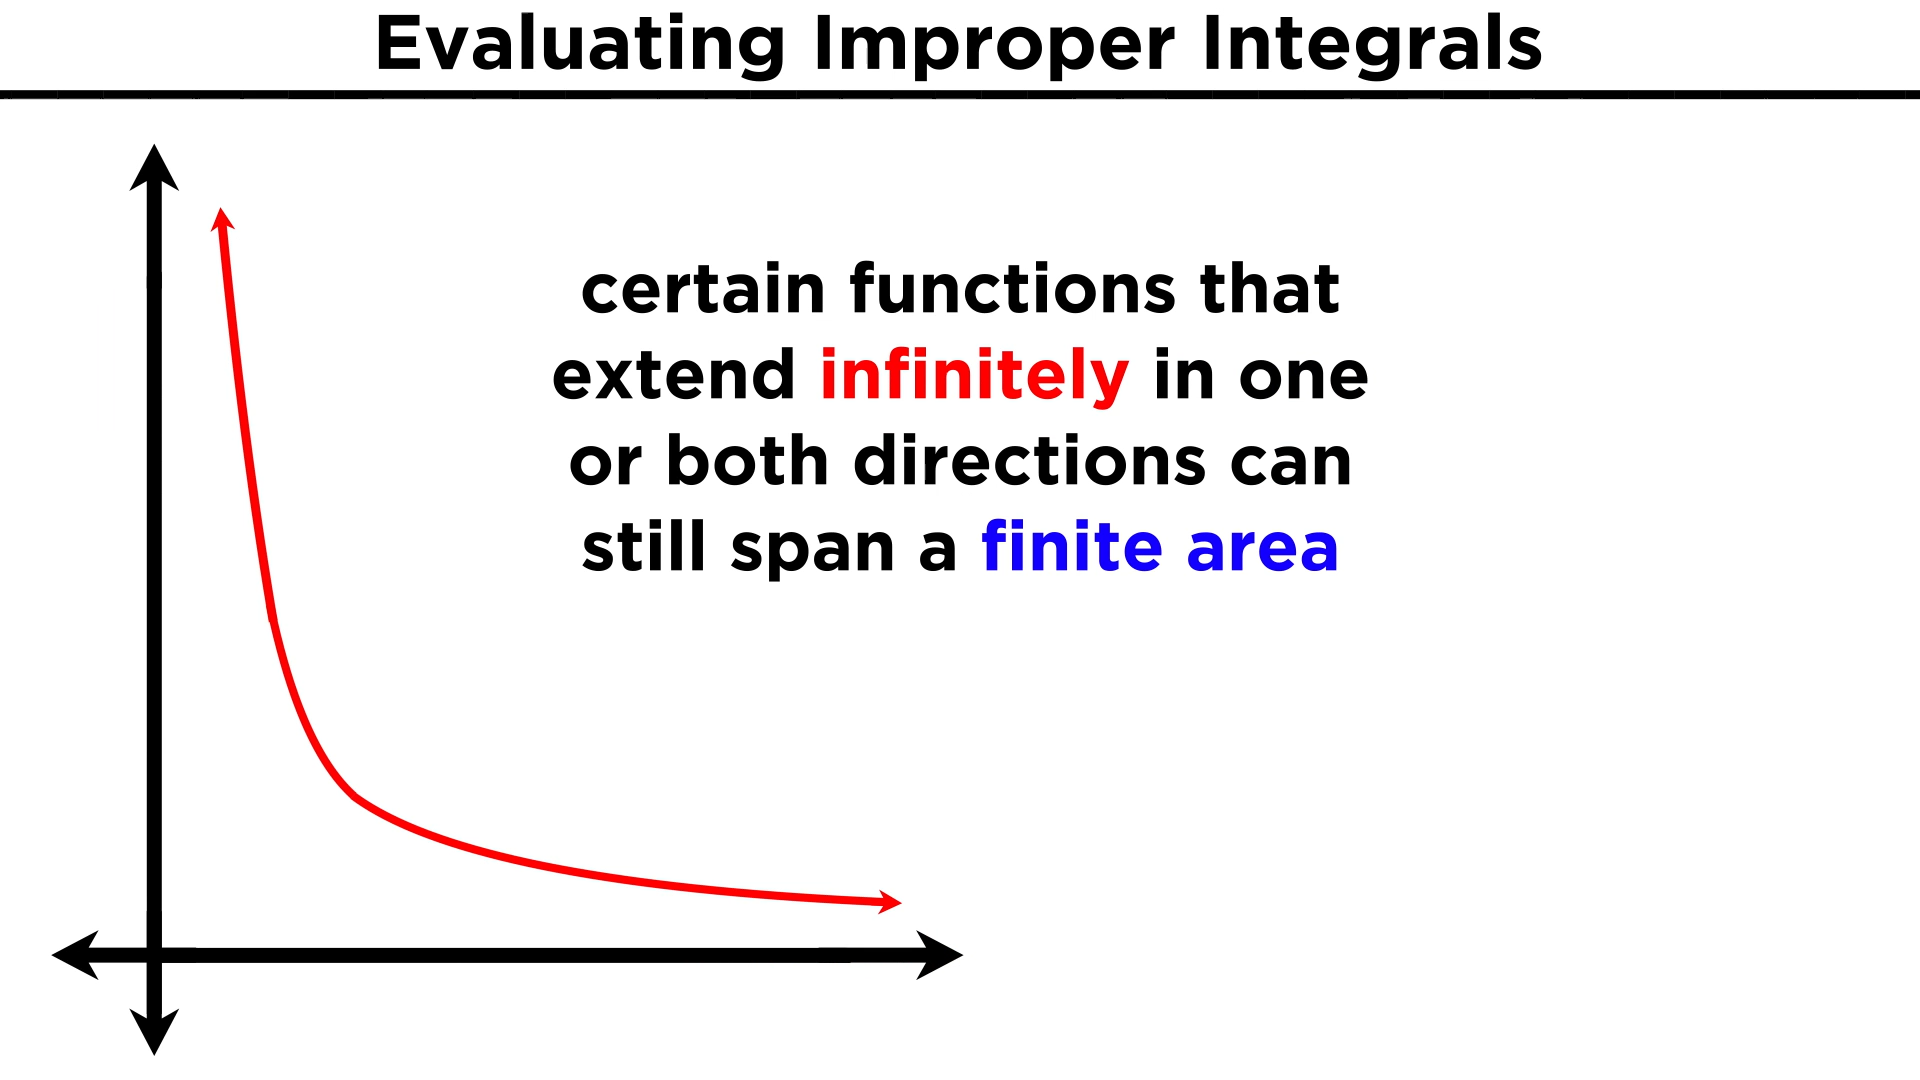 Evaluating Improper Integrals
certain functions that
extend infinitely in one
or both directions can
still span a finite area